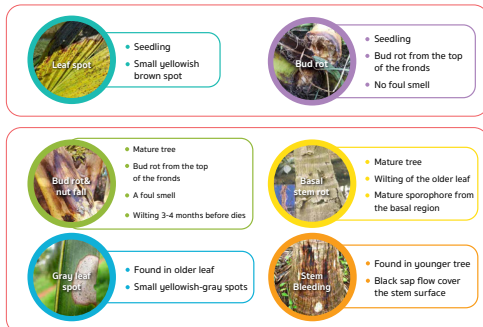 Leaf spot
• Seedling
• Small yellowish
brown spot
Bud rot
• Seedling
• Bud rot from the top
of the fronds
• No foul smell
Bud rot&
nut fall
• Mature tree
• Bud rot from the top
of the fronds
• A foul smell
• Wilting 3-4 months before dies
Basal
stem rot
• Mature tree
• Wilting of the older leaf
• Mature sporophore from
the basal region
Gray leaf
spot
• Found in older leaf
• Small yellowish-gray spots
Stem
Bleeding
• Found in younger tree
• Black sap flow cover
the stem surface